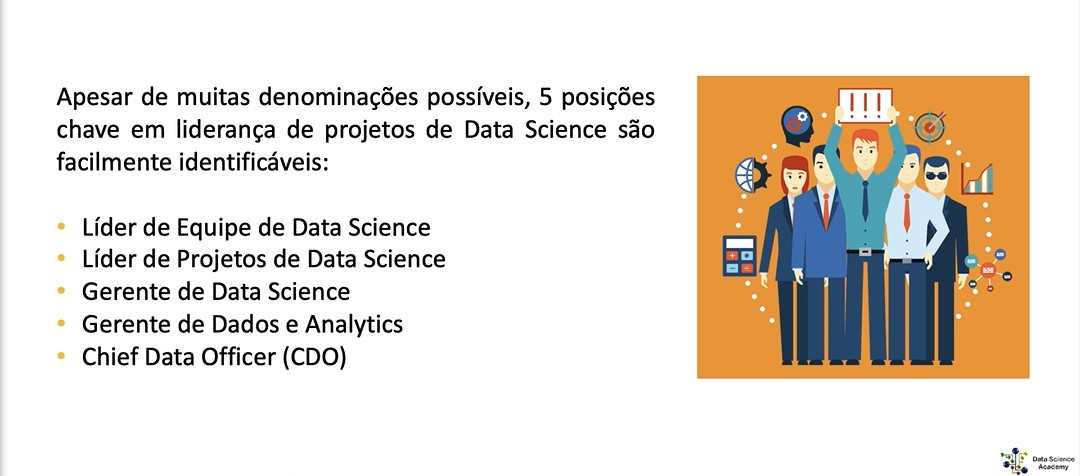 Apesar de muitas denominações possíveis, 5 posições
chave em liderança de projetos de Data Science são
facilmente identificáveis:
• Líder de Equipe de Data Science
• Líder de Projetos de Data Science
• Gerente de Data Science
• Gerente de Dados e Analytics
• Chief Data Officer (CDO)
!!!
Data Science
Academy